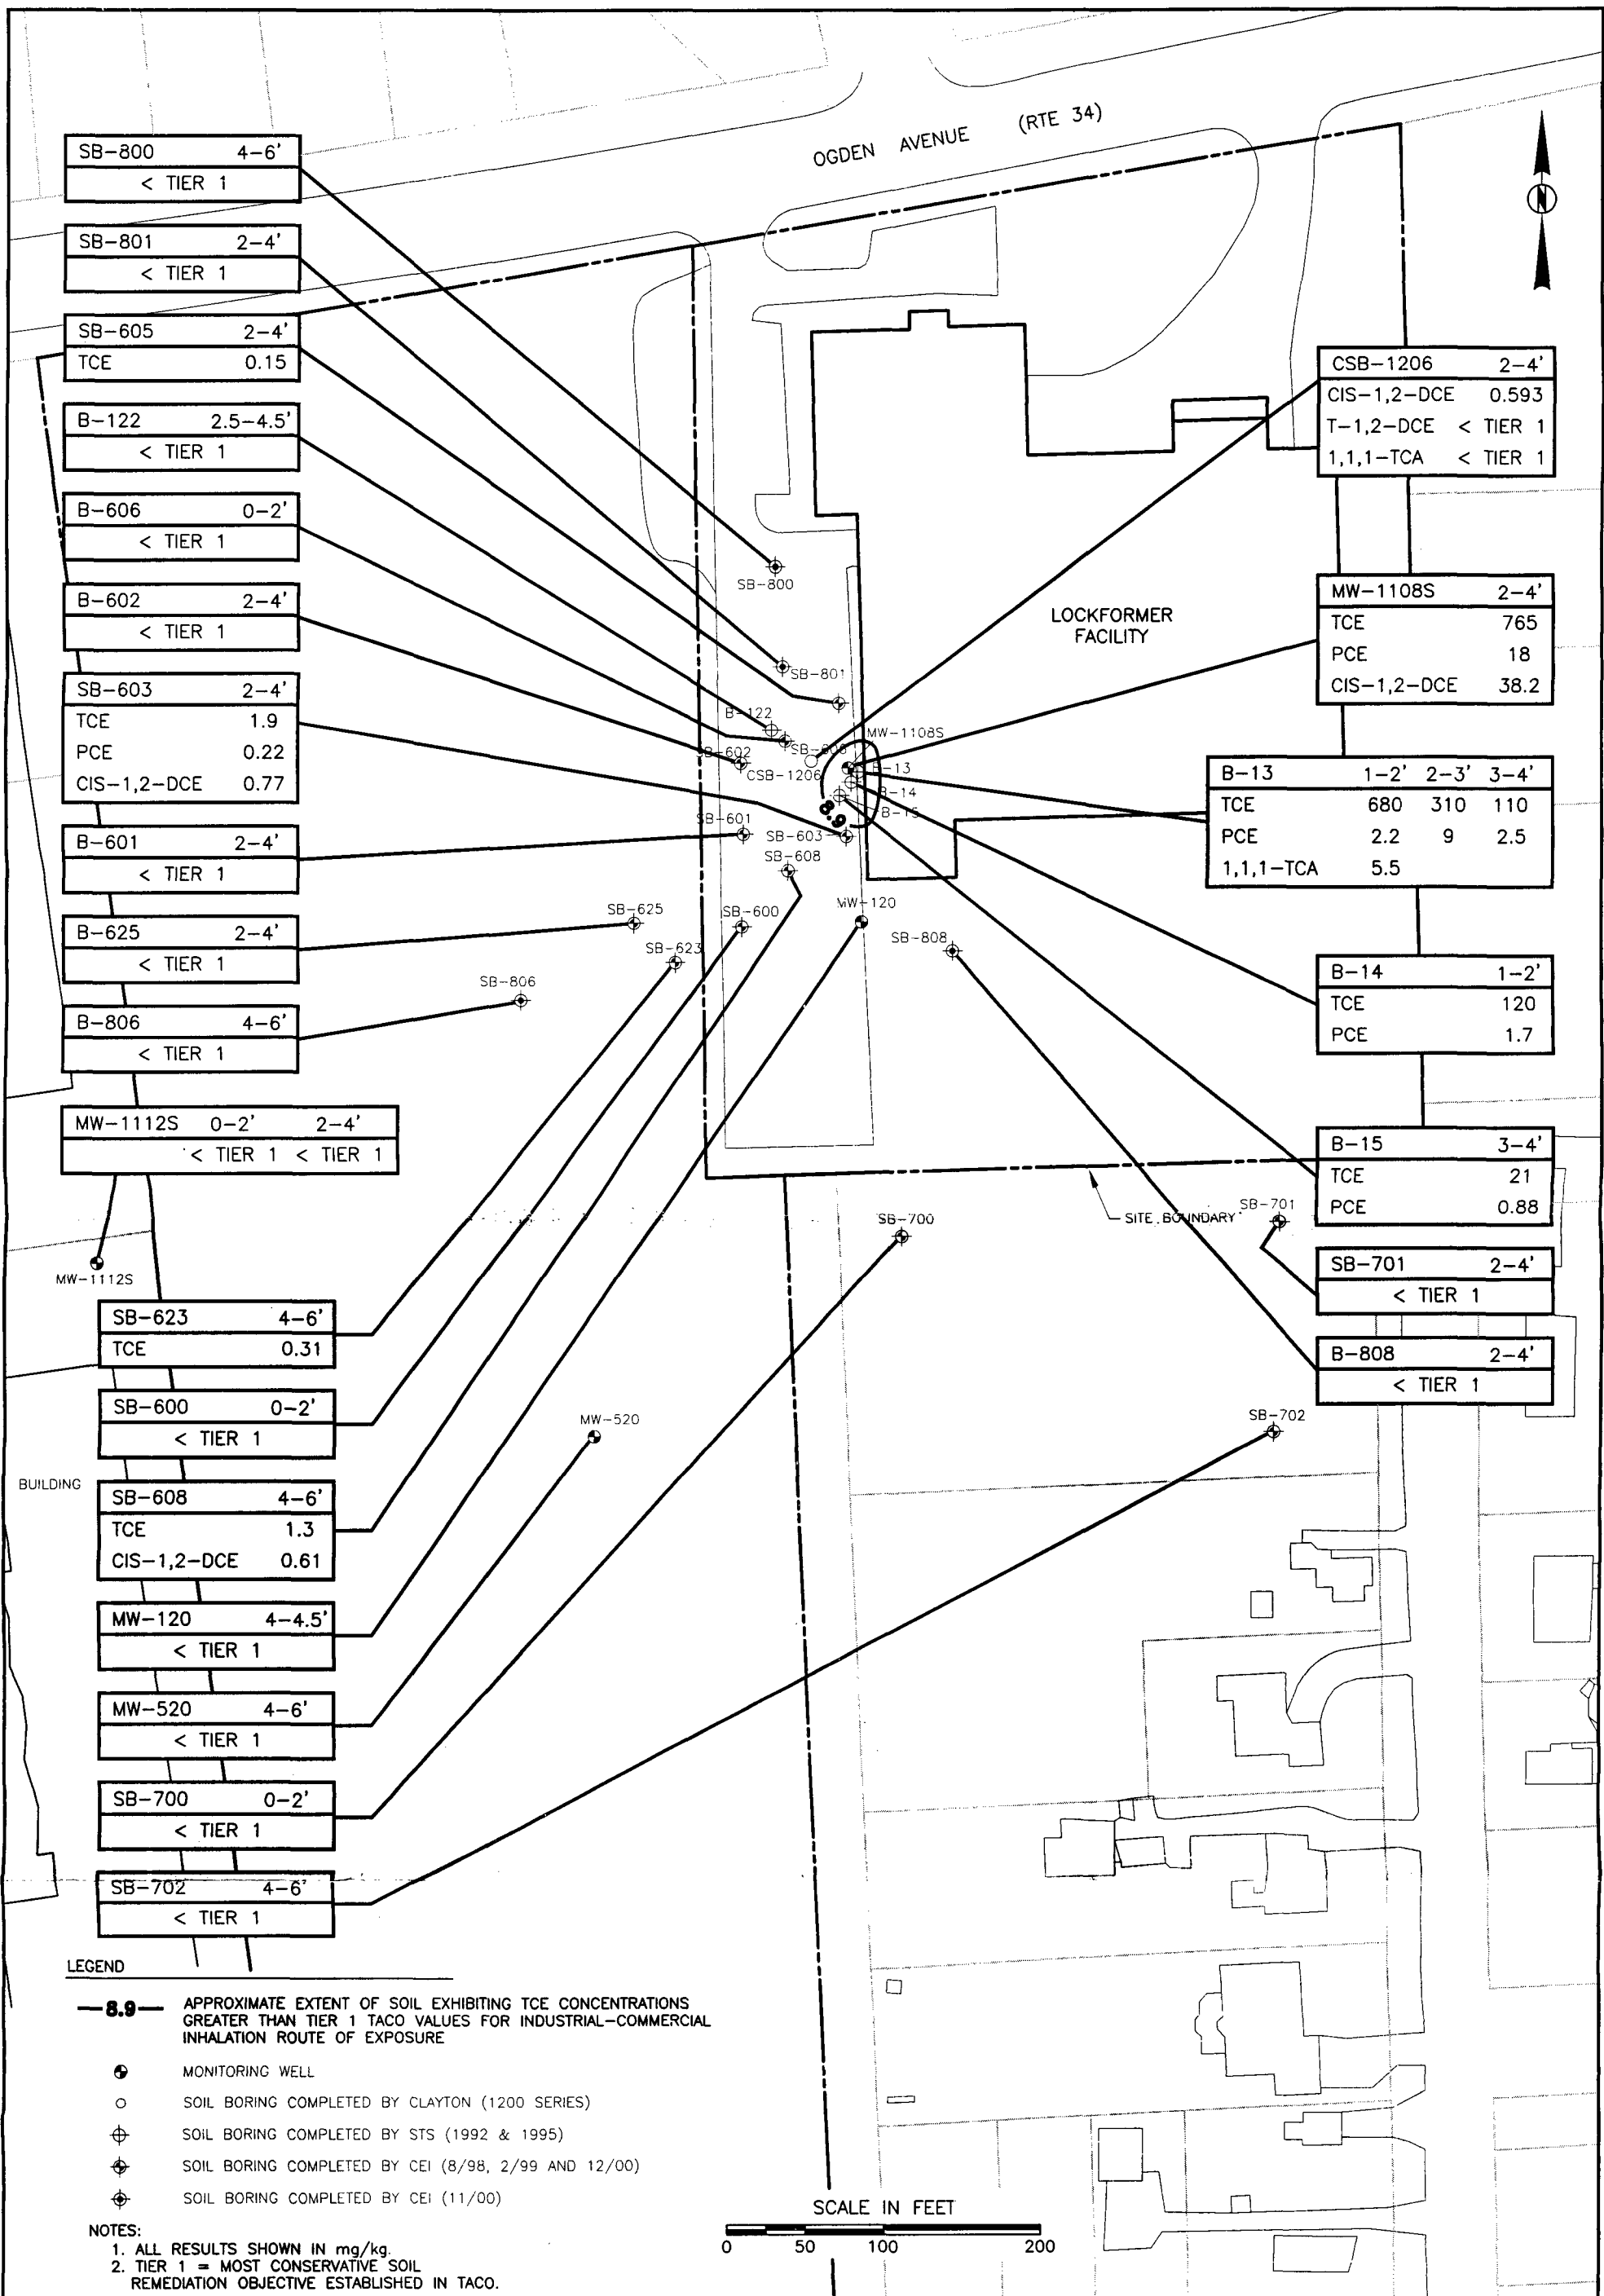 OGDEN AVENUE (RTE 34)
N
SB-800 4-6'
< TIER 1
SB-801 2-4'
< TIER 1
SB-605 2-4'
TCE 0.15
B-122 2.5-4.5'
< TIER 1
B-606 0-2'
< TIER 1
B-602 2-4'
< TIER 1
SB-603 2-4'
TCE 1.9
PCE 0.22
CIS-1,2-DCE 0.77
B-601 2-4'
< TIER 1
B-625 2-4'
< TIER 1
B-806 4-6'
< TIER 1
MW-1112S 0-2' 2-4'
< TIER 1 < TIER 1
MW-1112S
SB-623 4-6'
TCE 0.31
SB-600 0-2'
< TIER 1
BUILDING
SB-608 4-6'
TCE 1.3
CIS-1,2-DCE 0.61
MW-120 4-4.5'
< TIER 1
MW-520 4-6'
< TIER 1
SB-700 0-2'
< TIER 1
SB-702 4-6'
< TIER 1
CSB-1206 2-4'
CIS-1,2-DCE 0.593
T-1,2-DCE < TIER 1
1,1,1-TCA < TIER 1
MW-1108S 2-4'
TCE 765
PCE 18
CIS-1,2-DCE 38.2
B-13 1-2' 2-3' 3-4'
TCE 680 310 110
PCE 2.2 9 2.5
1,1,1-TCA 5.5
B-14 1-2'
TCE 120
PCE 1.7
B-15 3-4'
TCE 21
PCE 0.88
SB-701 2-4'
< TIER 1
B-808 2-4'
< TIER 1
LOCKFORMER
FACILITY
SB-800
SB-801
B-122
SB-606
SB-602
CSB-1206
MW-1108S
B-13
B-14
B-15
8.9
SB-601
SB-603
SB-608
SB-625
SB-600
MW-120
SB-623
SB-808
SB-806
SB-700
SITE BOUNDARY
SB-701
MW-520
SB-702
LEGEND
8.9 APPROXIMATE EXTENT OF SOIL EXHIBITING TCE CONCENTRATIONS
GREATER THAN TIER 1 TACO VALUES FOR INDUSTRIAL-COMMERCIAL
INHALATION ROUTE OF EXPOSURE
MONITORING WELL
SOIL BORING COMPLETED BY CLAYTON (1200 SERIES)
SOIL BORING COMPLETED BY STS (1992 & 1995)
SOIL BORING COMPLETED BY CEI (8/98, 2/99 AND 12/00)
SOIL BORING COMPLETED BY CEI (11/00)
NOTES:
1. ALL RESULTS SHOWN IN mg/kg.
2. TIER 1 = MOST CONSERVATIVE SOIL
REMEDIATION OBJECTIVE ESTABLISHED IN TACO.
SCALE IN FEET
0 50 100 200